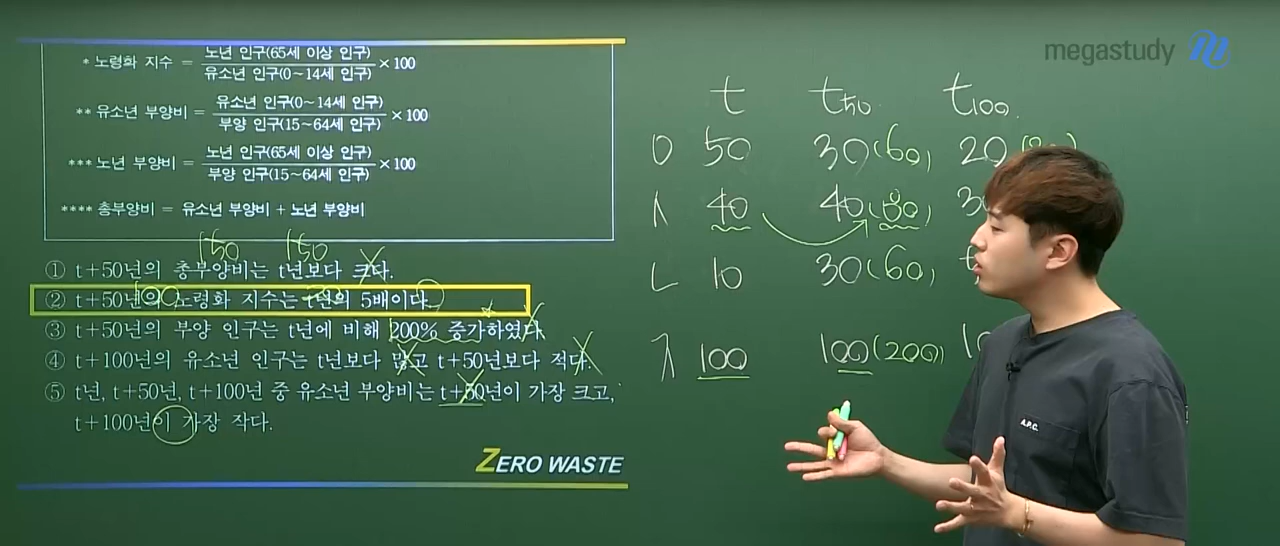 megastudy
* 노령화 지수 = 노년 인구(65세 이상 인구) / 유소년 인구(0~14세 인구) × 100
** 유소년 부양비 = 유소년 인구(0~14세 인구) / 부양 인구(15~64세 인구) × 100
*** 노년 부양비 = 노년 인구(65세 이상 인구) / 부양 인구(15~64세 인구) × 100
**** 총부양비 = 유소년 부양비 + 노년 부양비
150 150
① t+50년의 총부양비는 t년보다 크다.
② t+50년의 노령화 지수는 t년의 5배이다.
③ t+50년의 부양 인구는 t년에 비해 200% 증가하였다.
④ t+100년의 유소년 인구는 t년보다 많고 t+50년보다 적다.
⑤ t년, t+50년, t+100년 중 유소년 부양비는 t+50년이 가장 크고,
t+100년이 가장 작다.
ZERO WASTE
t t50 t100
50 30(60) 20
40 40(80)
10 30(60)
100 100(200)
A.P.C.